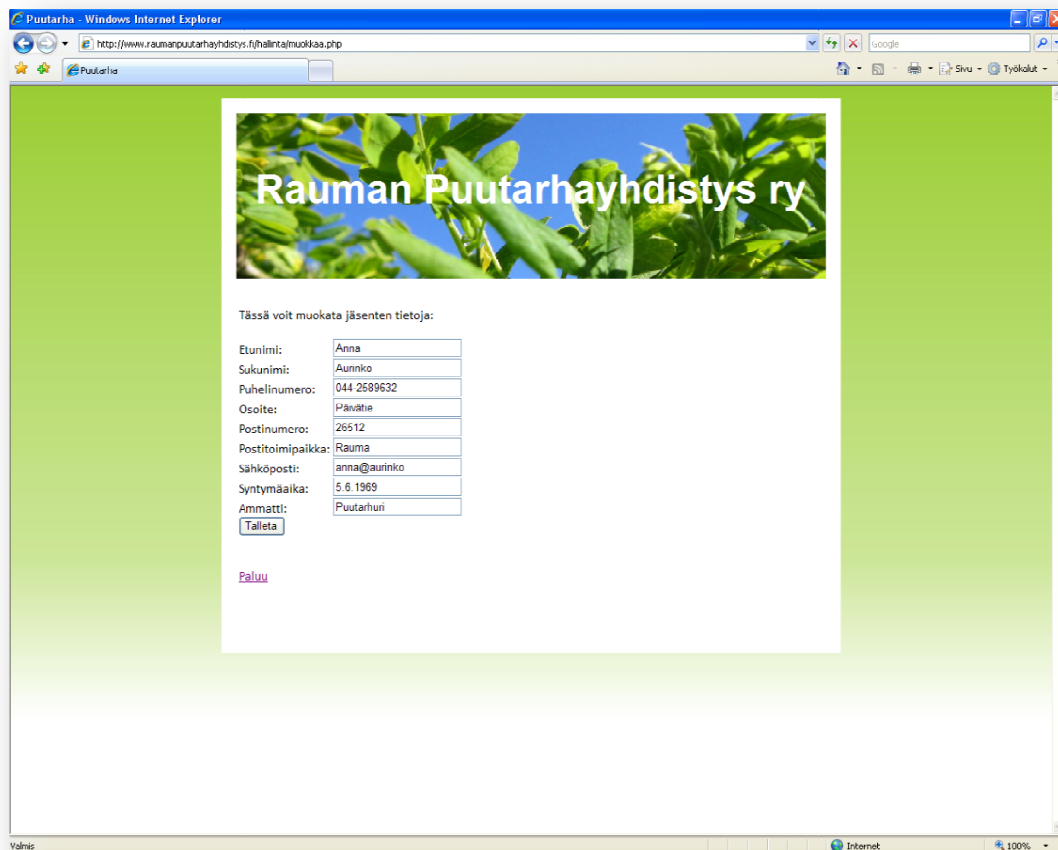 Puutarha - Windows Internet Explorer
http://www.raumanpuutarhayhdistys.fi/hallinta/muokkaa.php
Google
Puutarha
Sivu
Työkalut
Rauman Puutarhayhdistys ry
Tässä voit muokata jäsenten tietoja:
Etunimi: Anna
Sukunimi: Aurinko
Puhelinumero: 044-2589632
Osoite: Päivätie
Postinumero: 26512
Postitoimipaikka: Rauma
Sähköposti: anna@aurinko
Syntymäaika: 5.6.1969
Ammatti: Puutarhuri
Talleta
Paluu
Valmis
Internet
100%